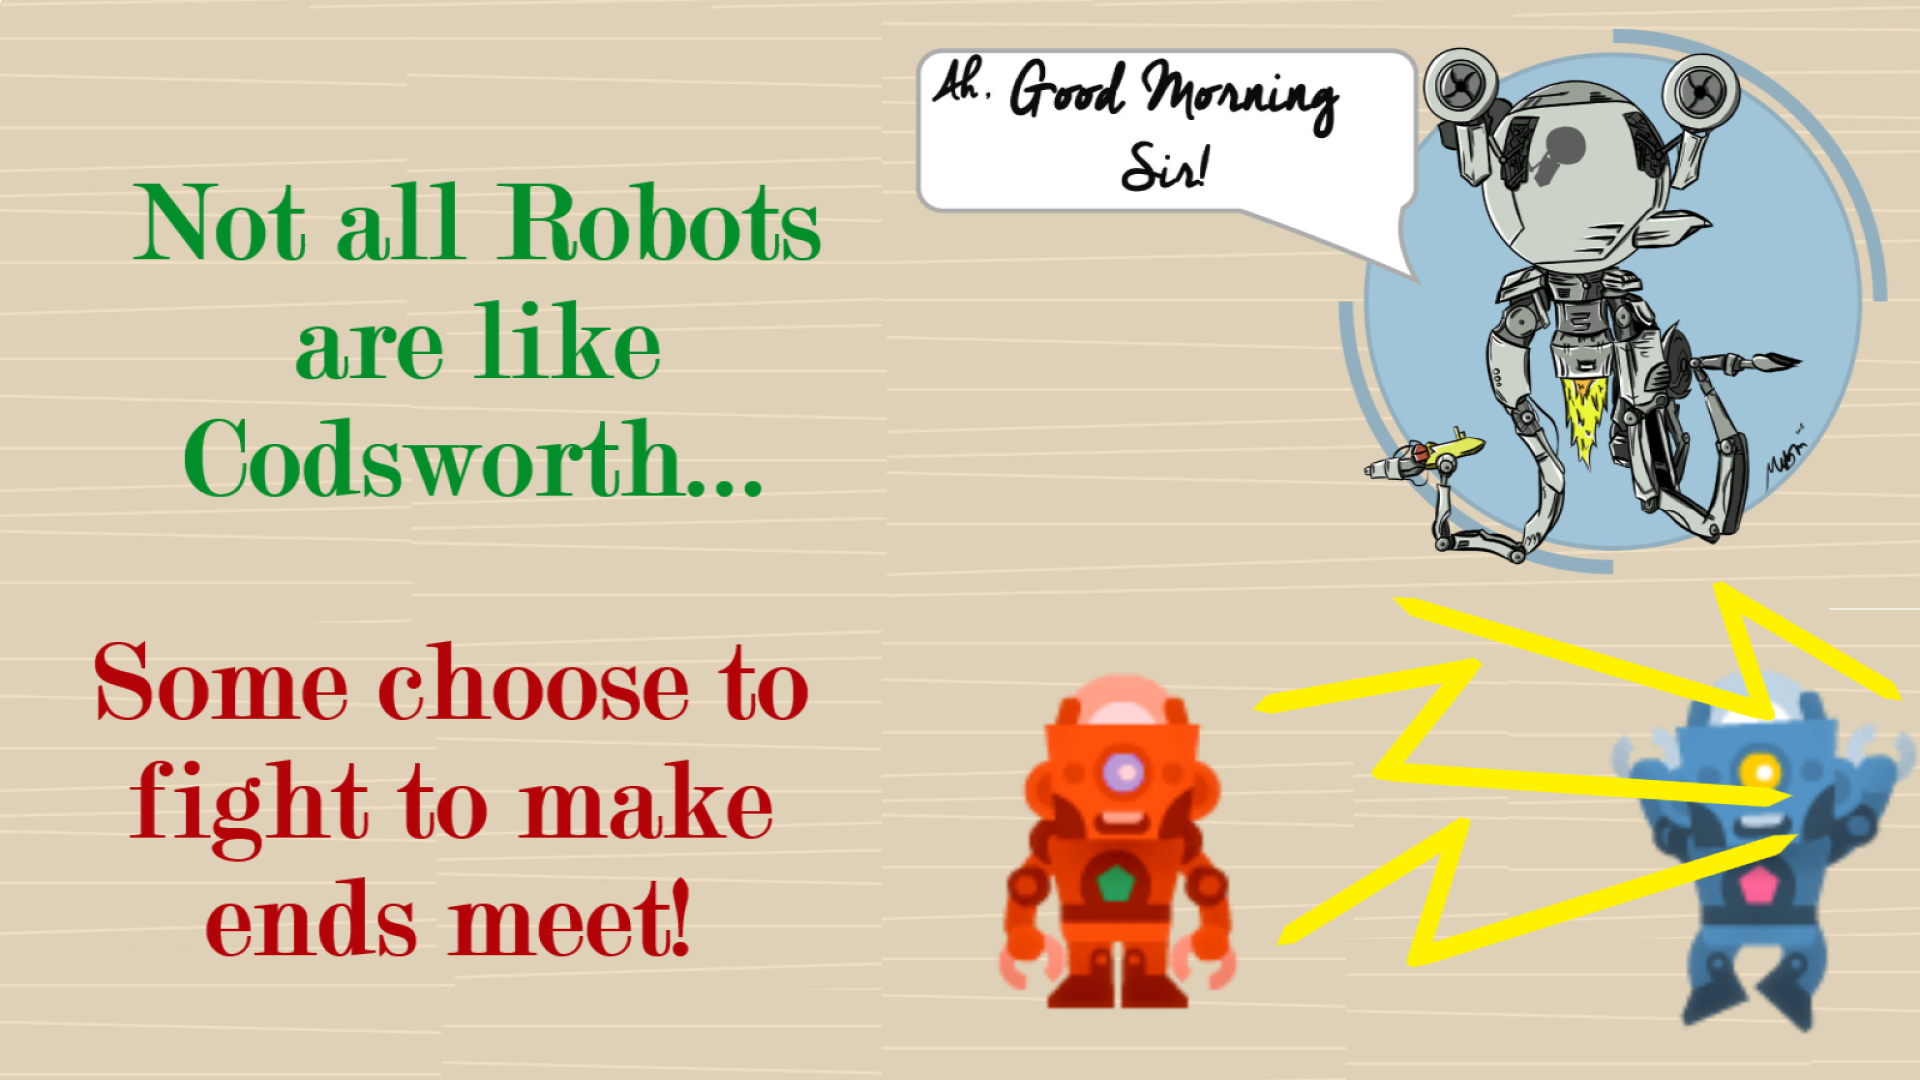 Not all Robots
are like
Codsworth...
Some choose to
fight to make
ends meet!
Ah, Good Morning
Sir!